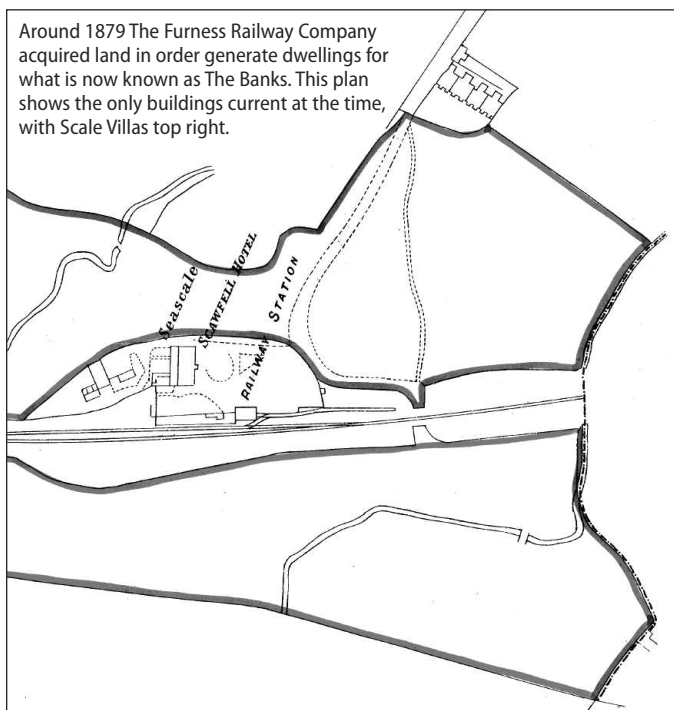 Around 1879 The Furness Railway Company
acquired land in order generate dwellings for
what is now known as The Banks. This plan
shows the only buildings current at the time,
with Scale Villas top right.
Seascale
SCAWFELL HOTEL
RAILWAY STATION